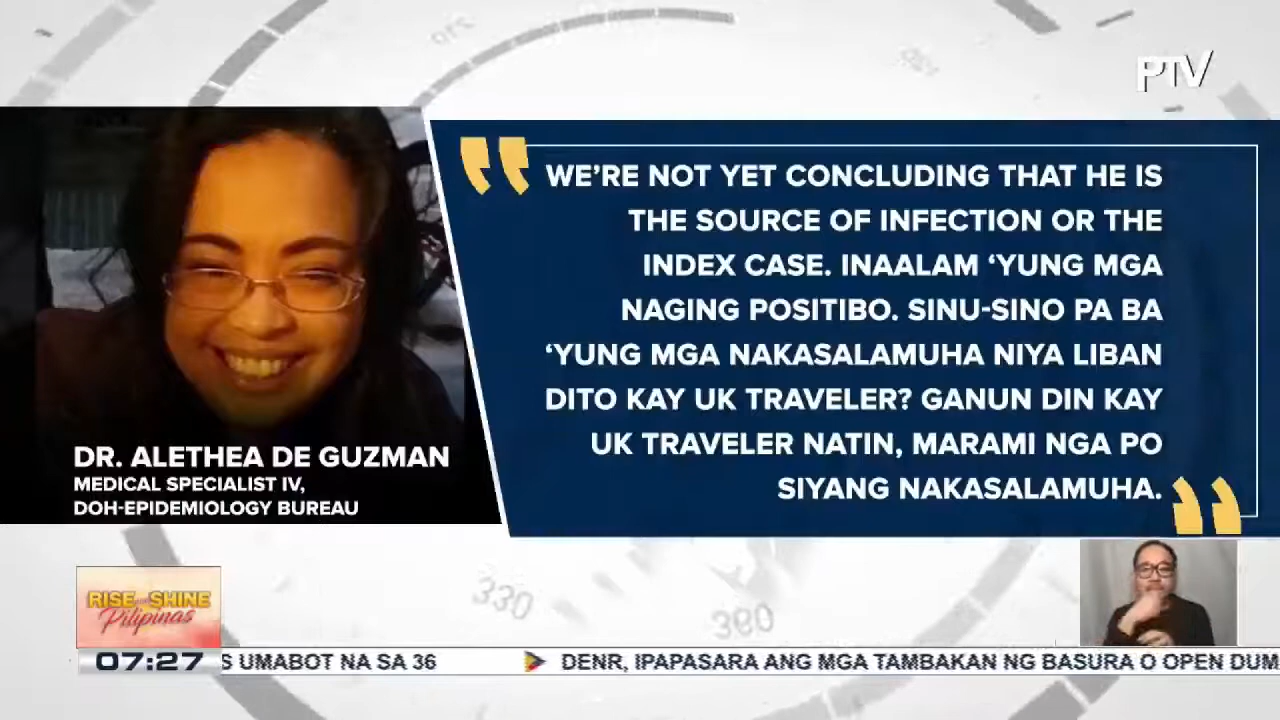 PTV
WE'RE NOT YET CONCLUDING THAT HE IS
THE SOURCE OF INFECTION OR THE
INDEX CASE. INAALAM 'YUNG MGA
NAGING POSITIBO. SINU-SINO PA BA
'YUNG MGA NAKASALAMUHA NIYA LIBAN
DITO KAY UK TRAVELER? GANUN DIN KAY
UK TRAVELER NATIN, MARAMI NGA PO
SIYANG NAKASALAMUHA.
DR. ALETHEA DE GUZMAN
MEDICAL SPECIALIST IV,
DOH-EPIDEMIOLOGY BUREAU
330
360
RISE and SHINE
Pilipinas
07:27
S UMABOT NA SA 36 DENR, IPAPASARA ANG MGA TAMBAKAN NG BASURA O OPEN DUM